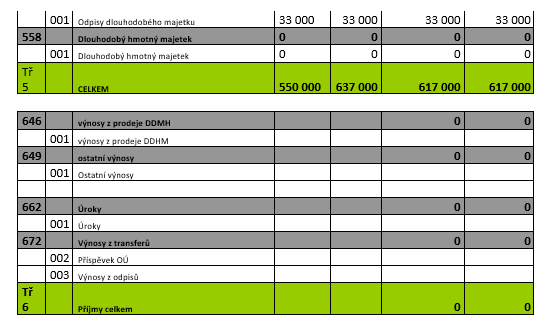 001 Odpisy dlouhodobého majetku 33 000 33 000 33 000 33 000
558 Dlouhodobý hmotný majetek 0 0 0 0
001 Dlouhodobý hmotný majetek 0 0 0 0
Tř
5 CELKEM 550 000 637 000 617 000 617 000
646 výnosy z prodeje DDMH 0 0
001 výnosy z prodeje DDHM
649 ostatní výnosy 0 0
001 Ostatní výnosy
662 Úroky 0 0
001 Úroky
672 Výnosy z transferů 0 0
002 Příspěvek OÚ
003 Výnosy z odpisů
Tř
6 Příjmy celkem 0 0